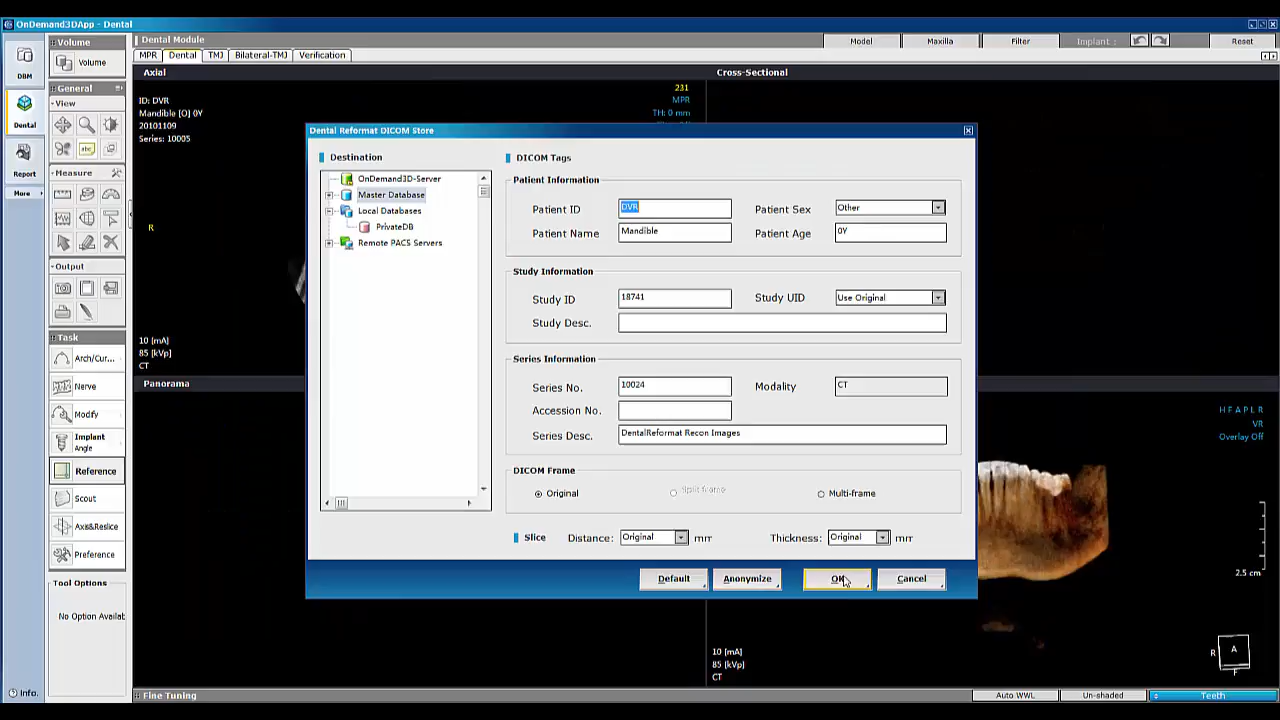 OnDemand3DApp - Dental
Volume
Dental Module
Model
Maxilla
Filter
Implant :
Reset
DBM
Volume
MPR
Dental
TMJ
Bilateral-TMJ
Verification
General
Axial
Cross-Sectional
View
ID: DVR
Mandible [O] 0Y
20101109
Series: 10005
231
MPR
TH: 0 mm
Dental
abc
Report
Measure
More
R
Output
10 [mA]
85 [kVp]
CT
Task
Arch/Cur...
Panorama
Nerve
Modify
Implant
Angle
Reference
Scout
Axis&Reslice
Preference
Tool Options
No Option Availab
Info.
Dental Reformat DICOM Store
Destination
OnDemand3D-Server
Master Database
Local Databases
PrivateDB
Remote PACS Servers
DICOM Tags
Patient Information
Patient ID
DVR
Patient Sex
Other
Patient Name
Mandible
Patient Age
0Y
Study Information
Study ID
18741
Study UID
Use Original
Study Desc.
Series Information
Series No.
10024
Modality
CT
Accession No.
Series Desc.
DentalReformat Recon Images
DICOM Frame
Original
Split frame
Multi-frame
Slice
Distance:
Original
mm
Thickness:
Original
mm
Default
Anonymize
OK
Cancel
H F A P L R
VR
Overlay Off
2.5 cm
10 [mA]
85 [kVp]
CT
R
A
F
Fine Tuning
Auto WWL
Un-shaded
Teeth